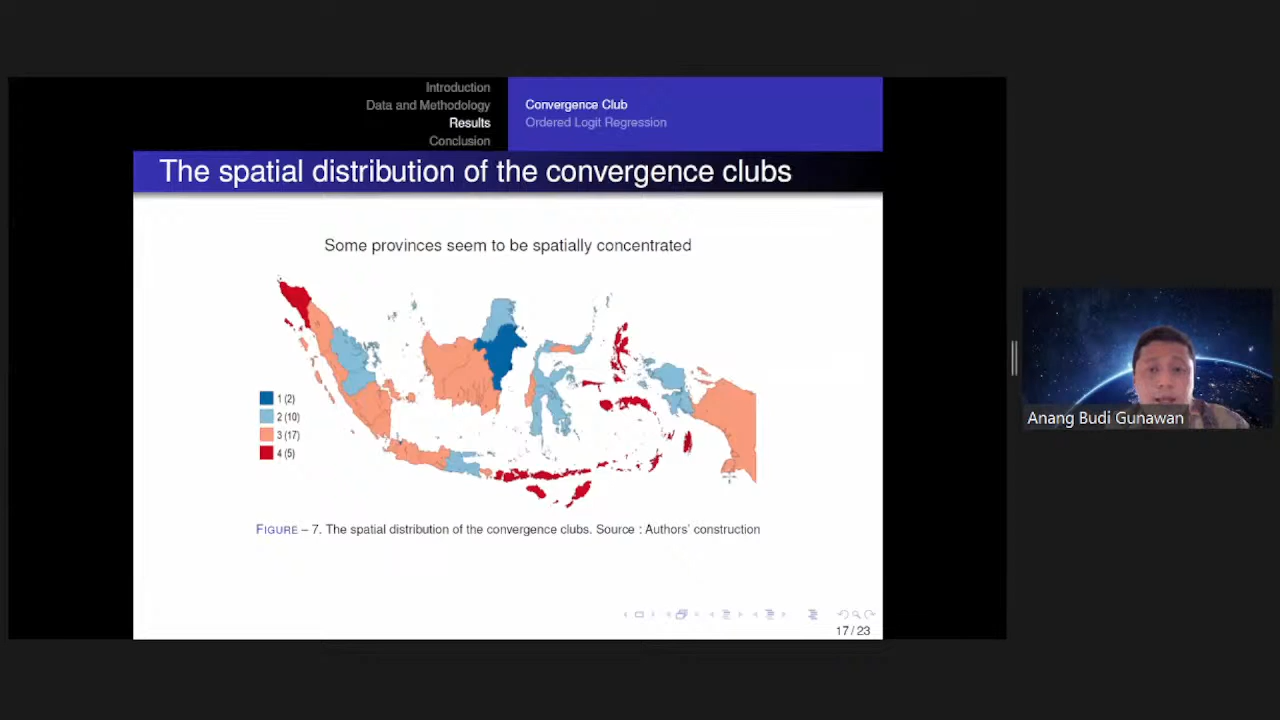 Introduction
Data and Methodology
Results
Conclusion
Convergence Club
Ordered Logit Regression
The spatial distribution of the convergence clubs
Some provinces seem to be spatially concentrated
1 (2)
2 (10)
3 (17)
4 (5)
FIGURE – 7. The spatial distribution of the convergence clubs. Source : Authors' construction
17 / 23
Anang Budi Gunawan